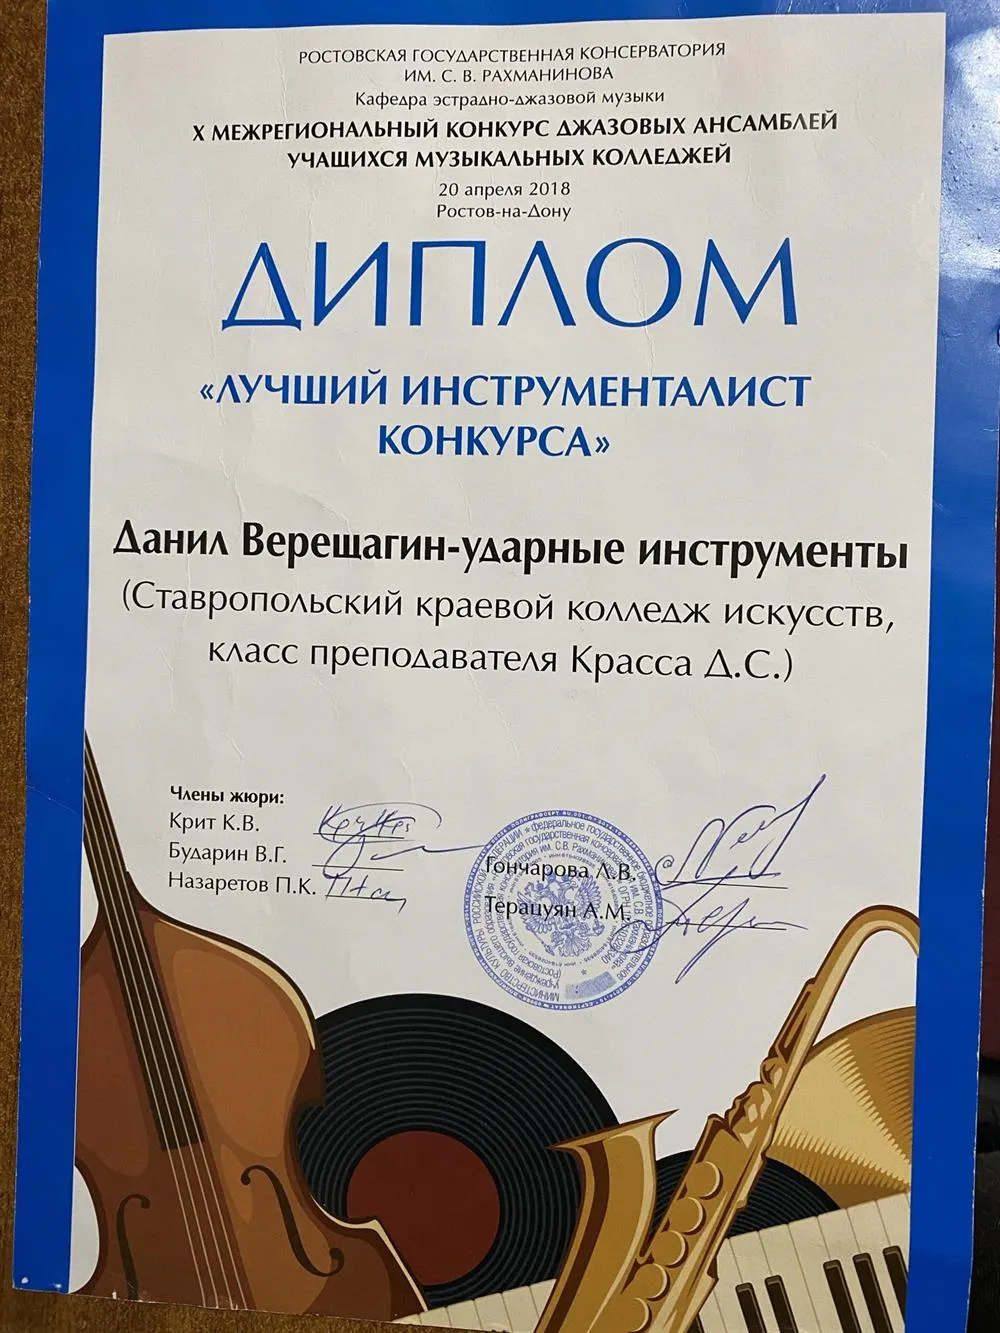 РОСТОВСКАЯ ГОСУДАРСТВЕННАЯ КОНСЕРВАТОРИЯ
ИМ. С. В. РАХМАНИНОВА
Кафедра эстрадно-джазовой музыки
X МЕЖРЕГИОНАЛЬНЫЙ КОНКУРС ДЖАЗОВЫХ АНСАМБЛЕЙ
УЧАЩИХСЯ МУЗЫКАЛЬНЫХ КОЛЛЕДЖЕЙ
20 апреля 2018
Ростов-на-Дону
ДИПЛОМ
«ЛУЧШИЙ ИНСТРУМЕНТАЛИСТ
КОНКУРСА»
Данил Верещагин-ударные инструменты
(Ставропольский краевой колледж искусств,
класс преподавателя Красса Д.С.)
Члены жюри:
Крит К.В.
Бударин В.Г.
Назаретов П.К.
Гончарова Л.В.
Терацуян А.М.